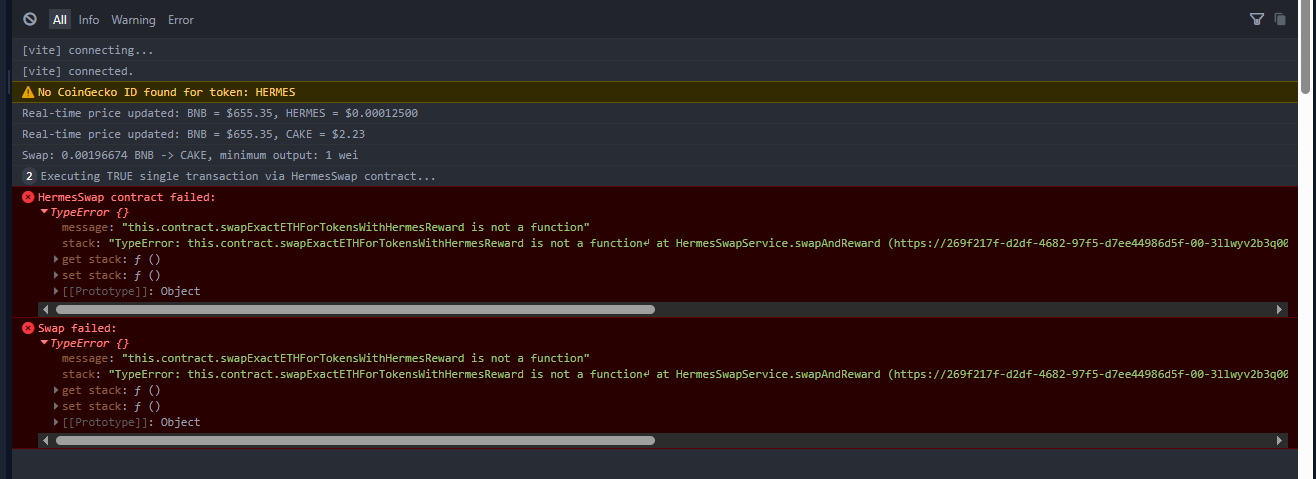 All Info Warning Error
[vite] connecting...
[vite] connected.
No CoinGecko ID found for token: HERMES
Real-time price updated: BNB = $655.35, HERMES = $0.00012500
Real-time price updated: BNB = $655.35, CAKE = $2.23
Swap: 0.00196674 BNB -> CAKE, minimum output: 1 wei
2 Executing TRUE single transaction via HermesSwap contract...
HermesSwap contract failed:
TypeError {}
message: "this.contract.swapExactETHForTokensWithHermesReward is not a function"
stack: "TypeError: this.contract.swapExactETHForTokensWithHermesReward is not a function↵ at HermesSwapService.swapAndReward (https://269f217f-d2df-4682-97f5-d7ee44986d5f-00-3llwyv2b3q00
get stack: ƒ ()
set stack: ƒ ()
[[Prototype]]: Object
Swap failed:
TypeError {}
message: "this.contract.swapExactETHForTokensWithHermesReward is not a function"
stack: "TypeError: this.contract.swapExactETHForTokensWithHermesReward is not a function↵ at HermesSwapService.swapAndReward (https://269f217f-d2df-4682-97f5-d7ee44986d5f-00-3llwyv2b3q00
get stack: ƒ ()
set stack: ƒ ()
[[Prototype]]: Object